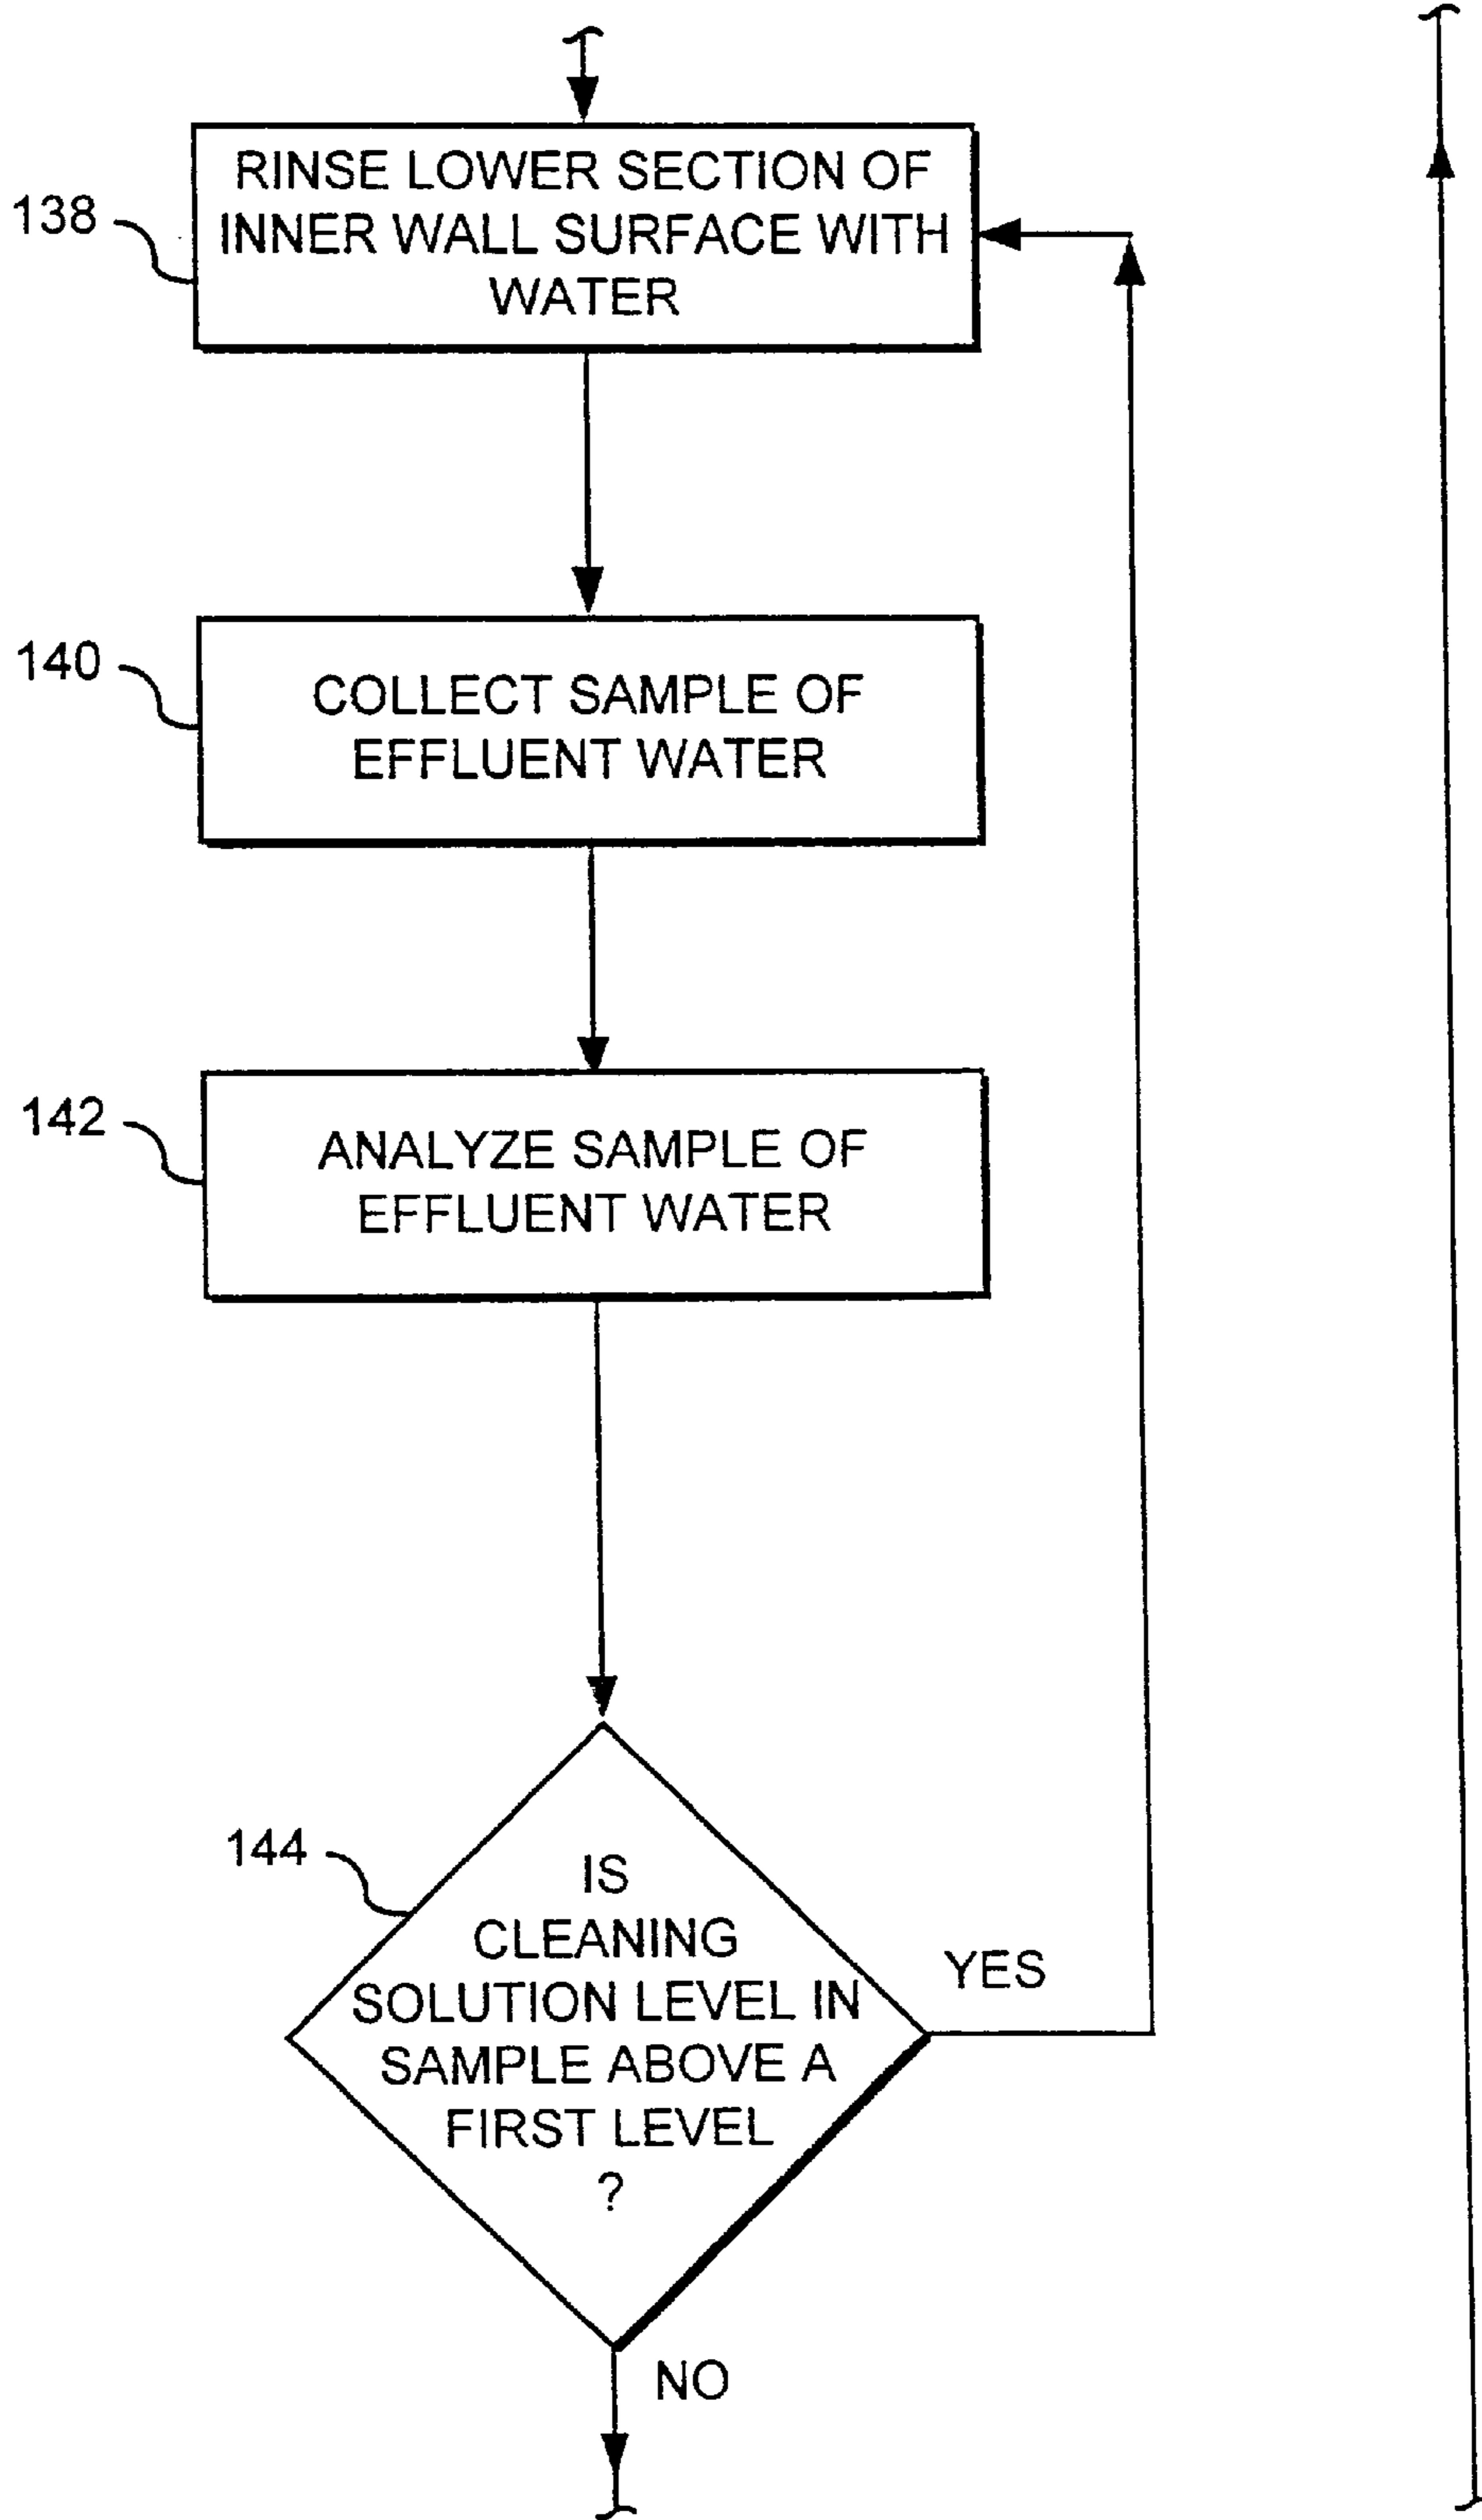 138
RINSE LOWER SECTION OF
INNER WALL SURFACE WITH
WATER
140
COLLECT SAMPLE OF
EFFLUENT WATER
142
ANALYZE SAMPLE OF
EFFLUENT WATER
144
IS
CLEANING
SOLUTION LEVEL IN
SAMPLE ABOVE A
FIRST LEVEL
?
YES
NO